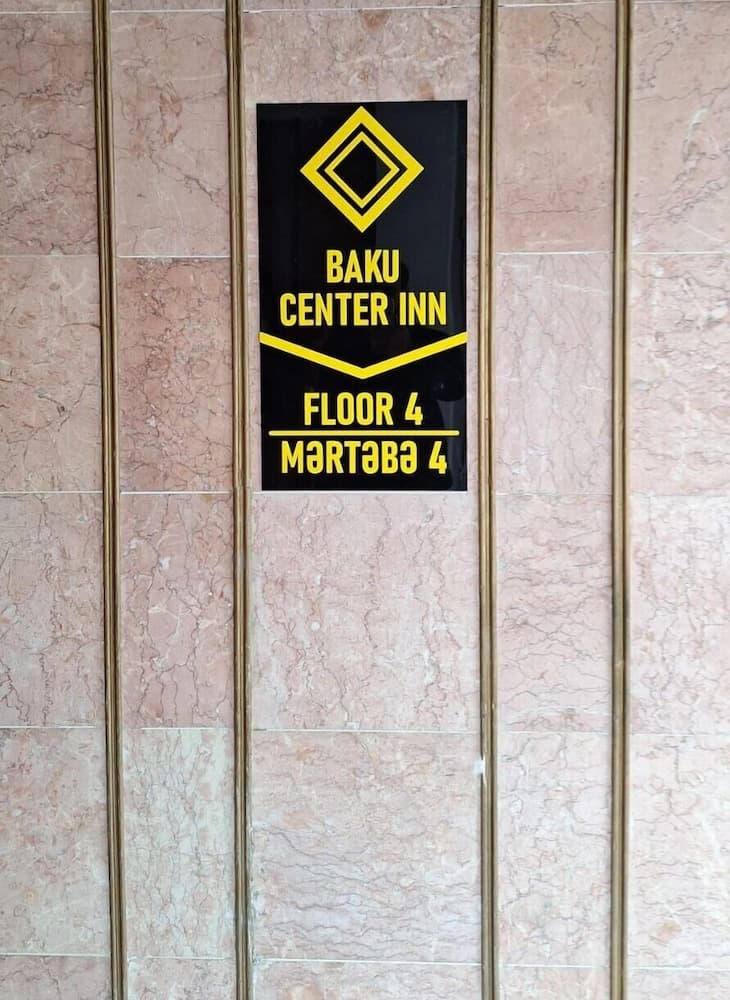 BAKU
CENTER INN
FLOOR 4
MƏRTƏBƏ 4